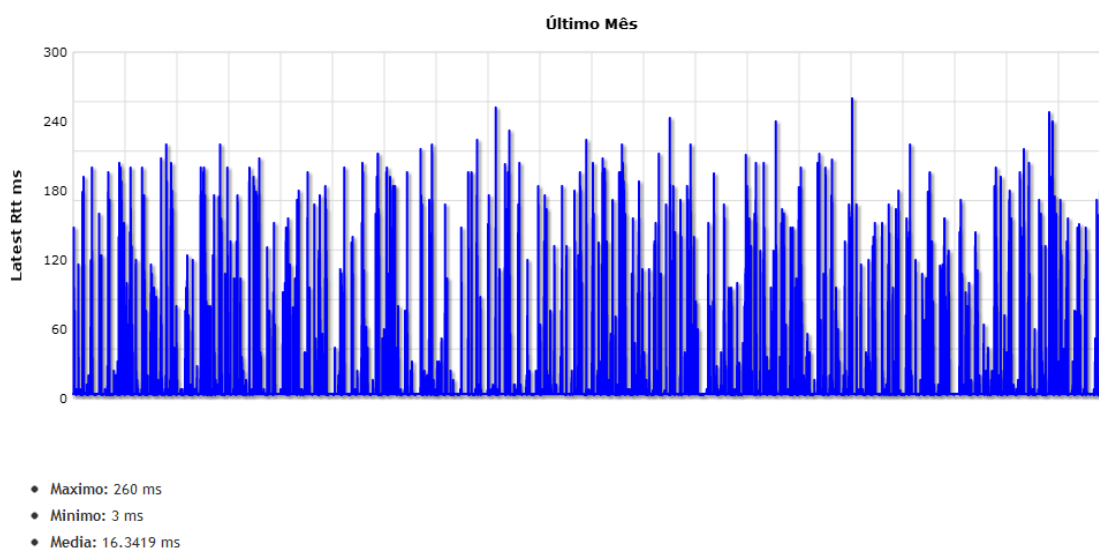 Último Mês
300
240
180
120
60
0
Latest Rtt ms
Maximo: 260 ms
Minimo: 3 ms
Media: 16.3419 ms